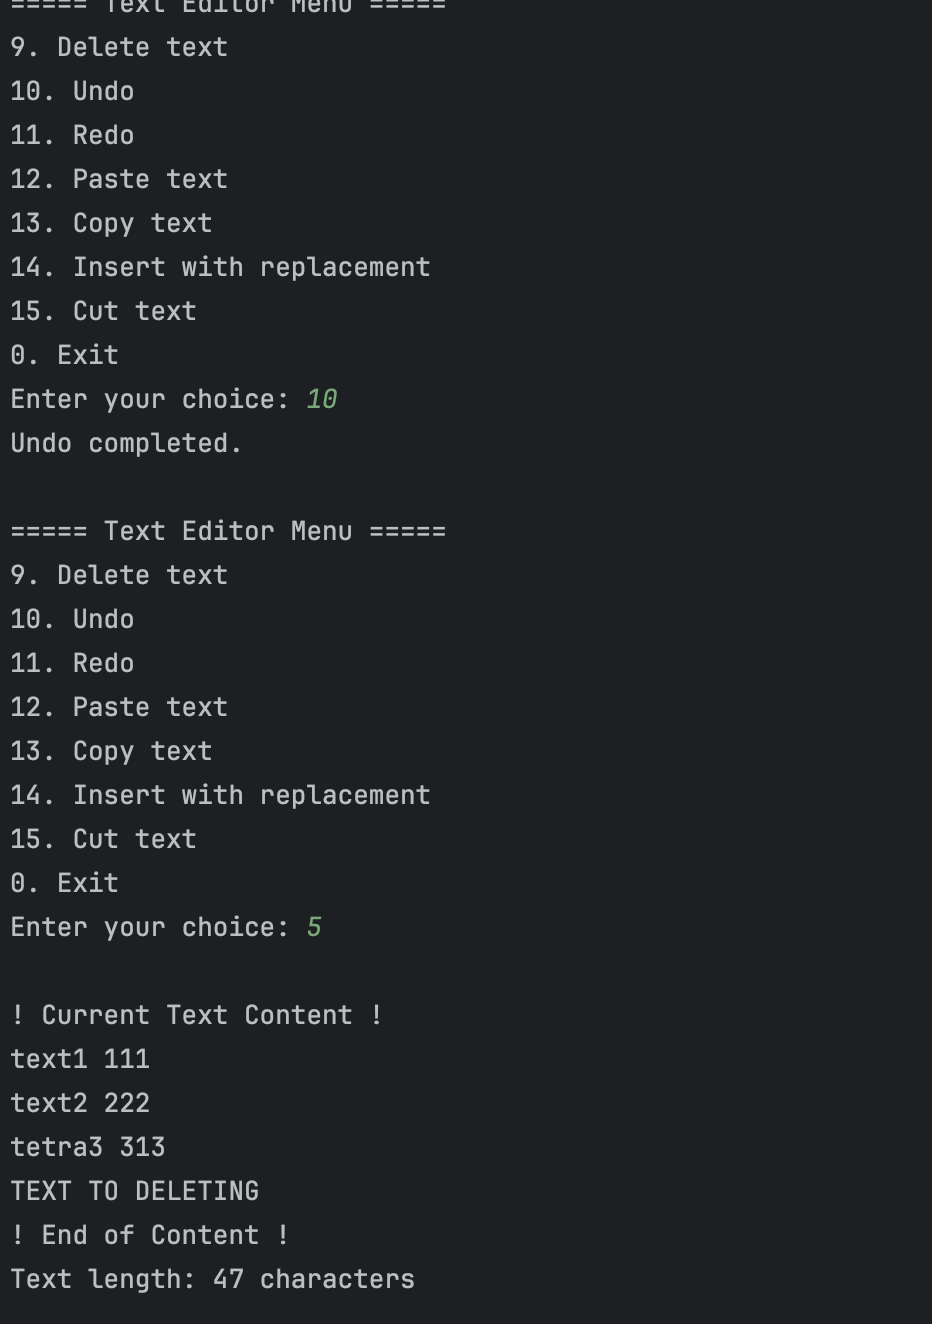 ===== Text Editor Menu =====
9. Delete text
10. Undo
11. Redo
12. Paste text
13. Copy text
14. Insert with replacement
15. Cut text
0. Exit
Enter your choice: 10
Undo completed.

===== Text Editor Menu =====
9. Delete text
10. Undo
11. Redo
12. Paste text
13. Copy text
14. Insert with replacement
15. Cut text
0. Exit
Enter your choice: 5

! Current Text Content !
text1 111
text2 222
tetra3 313
TEXT TO DELETING
! End of Content !
Text length: 47 characters